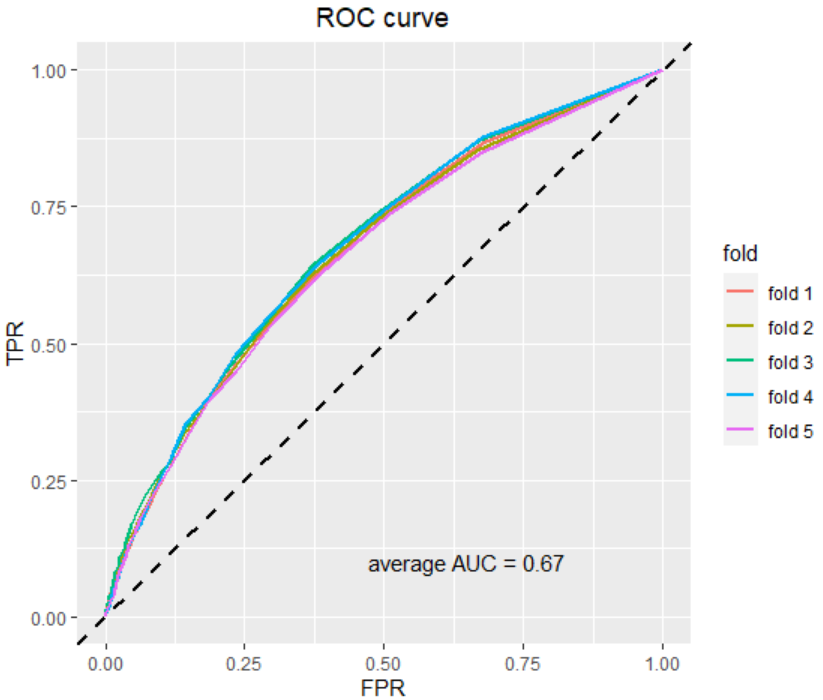 ROC curve
1.00
0.75
0.50
0.25
0.00
TPR
average AUC = 0.67
0.00 0.25 0.50 0.75 1.00
FPR
fold
fold 1
fold 2
fold 3
fold 4
fold 5